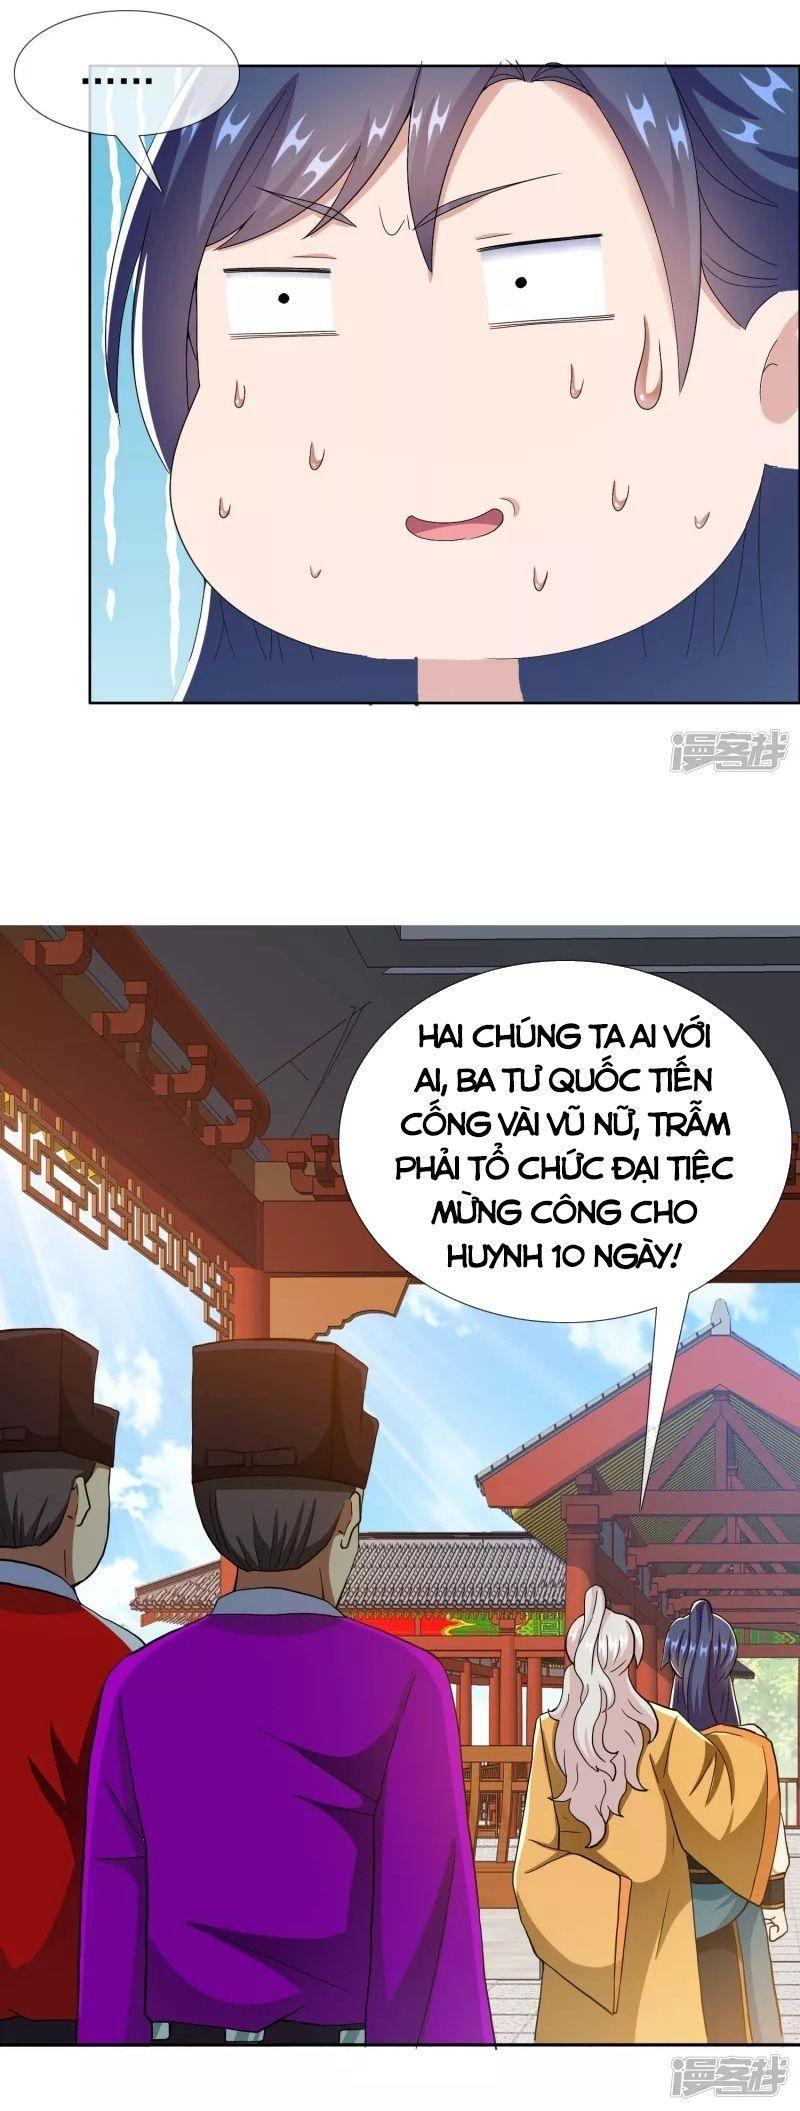 ......
漫客栈
HAI CHÚNG TA AI VỚI
AI, BA TƯ QUỐC TIẾN
CỐNG VÀI VŨ NỮ, TRẪM
PHẢI TỔ CHỨC ĐẠI TIỆC
MỪNG CÔNG CHO
HUYNH 10 NGÀY!
漫客栈